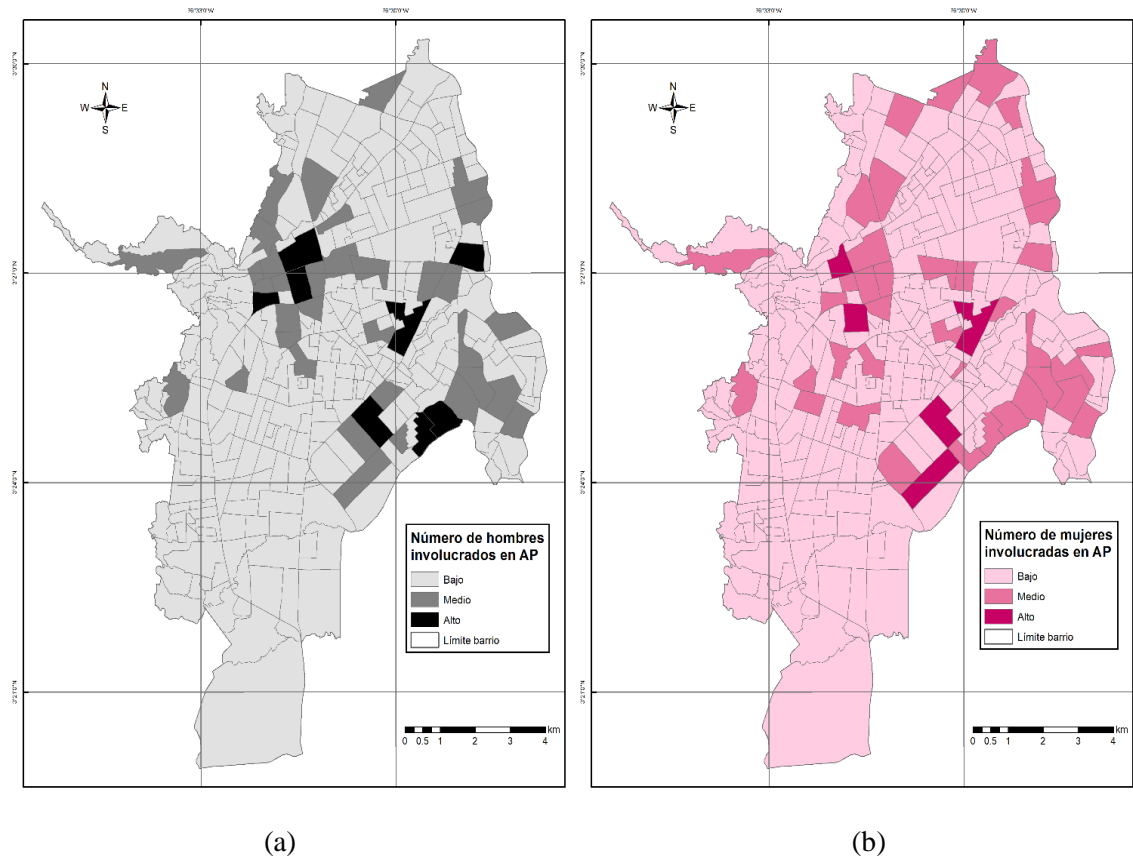 N
W E
S
Número de hombres
involucrados en AP
Bajo
Medio
Alto
Límite barrio
km
0 0.5 1 2 3 4
(a)
N
W E
S
Número de mujeres
involucradas en AP
Bajo
Medio
Alto
Límite barrio
km
0 0.5 1 2 3 4
(b)